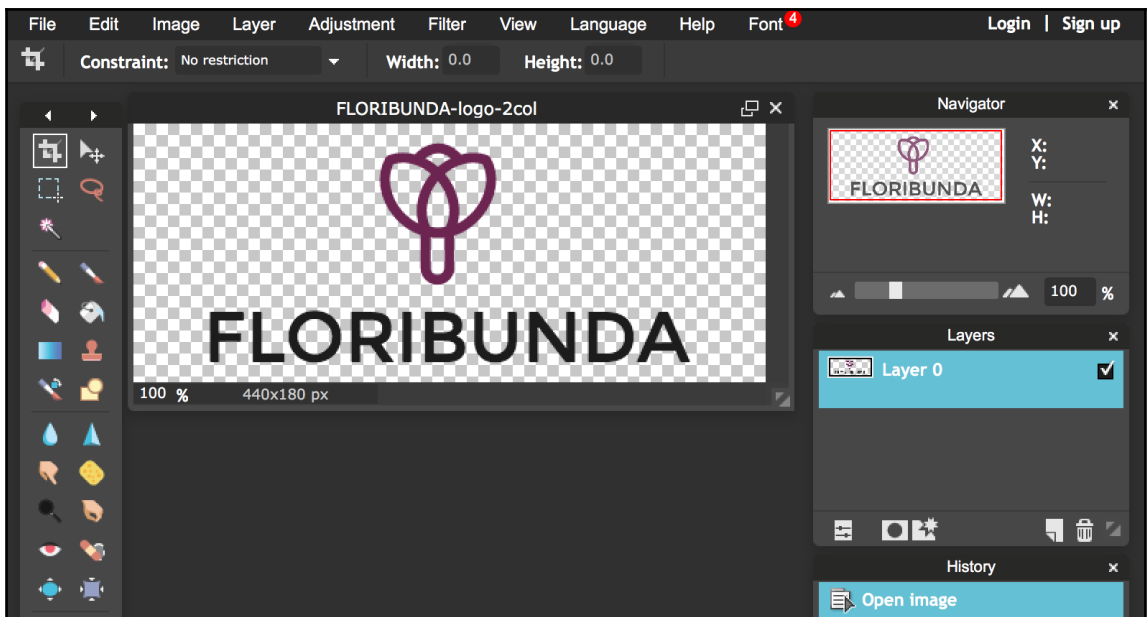 File Edit Image Layer Adjustment Filter View Language Help Font 4 Login | Sign up
Constraint: No restriction Width: 0.0 Height: 0.0
FLORIBUNDA-logo-2col
FLORIBUNDA
100 % 440x180 px
Navigator
FLORIBUNDA
X:
Y:
W:
H:
100 %
Layers
Layer 0
History
Open image